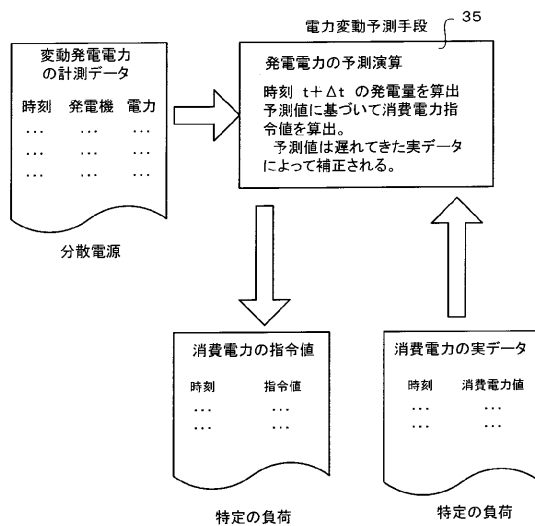 電力変動予測手段
35
変動発電電力
の計測データ
時刻 発電機 電力
… … …
… … …
… … …
分散電源
発電電力の予測演算
時刻 t+Δt の発電量を算出
予測値に基づいて消費電力指
令値を算出。
予測値は遅れてきた実データ
によって補正される。
消費電力の指令値
時刻 指令値
… …
… …
特定の負荷
消費電力の実データ
時刻 消費電力値
… …
… …
特定の負荷